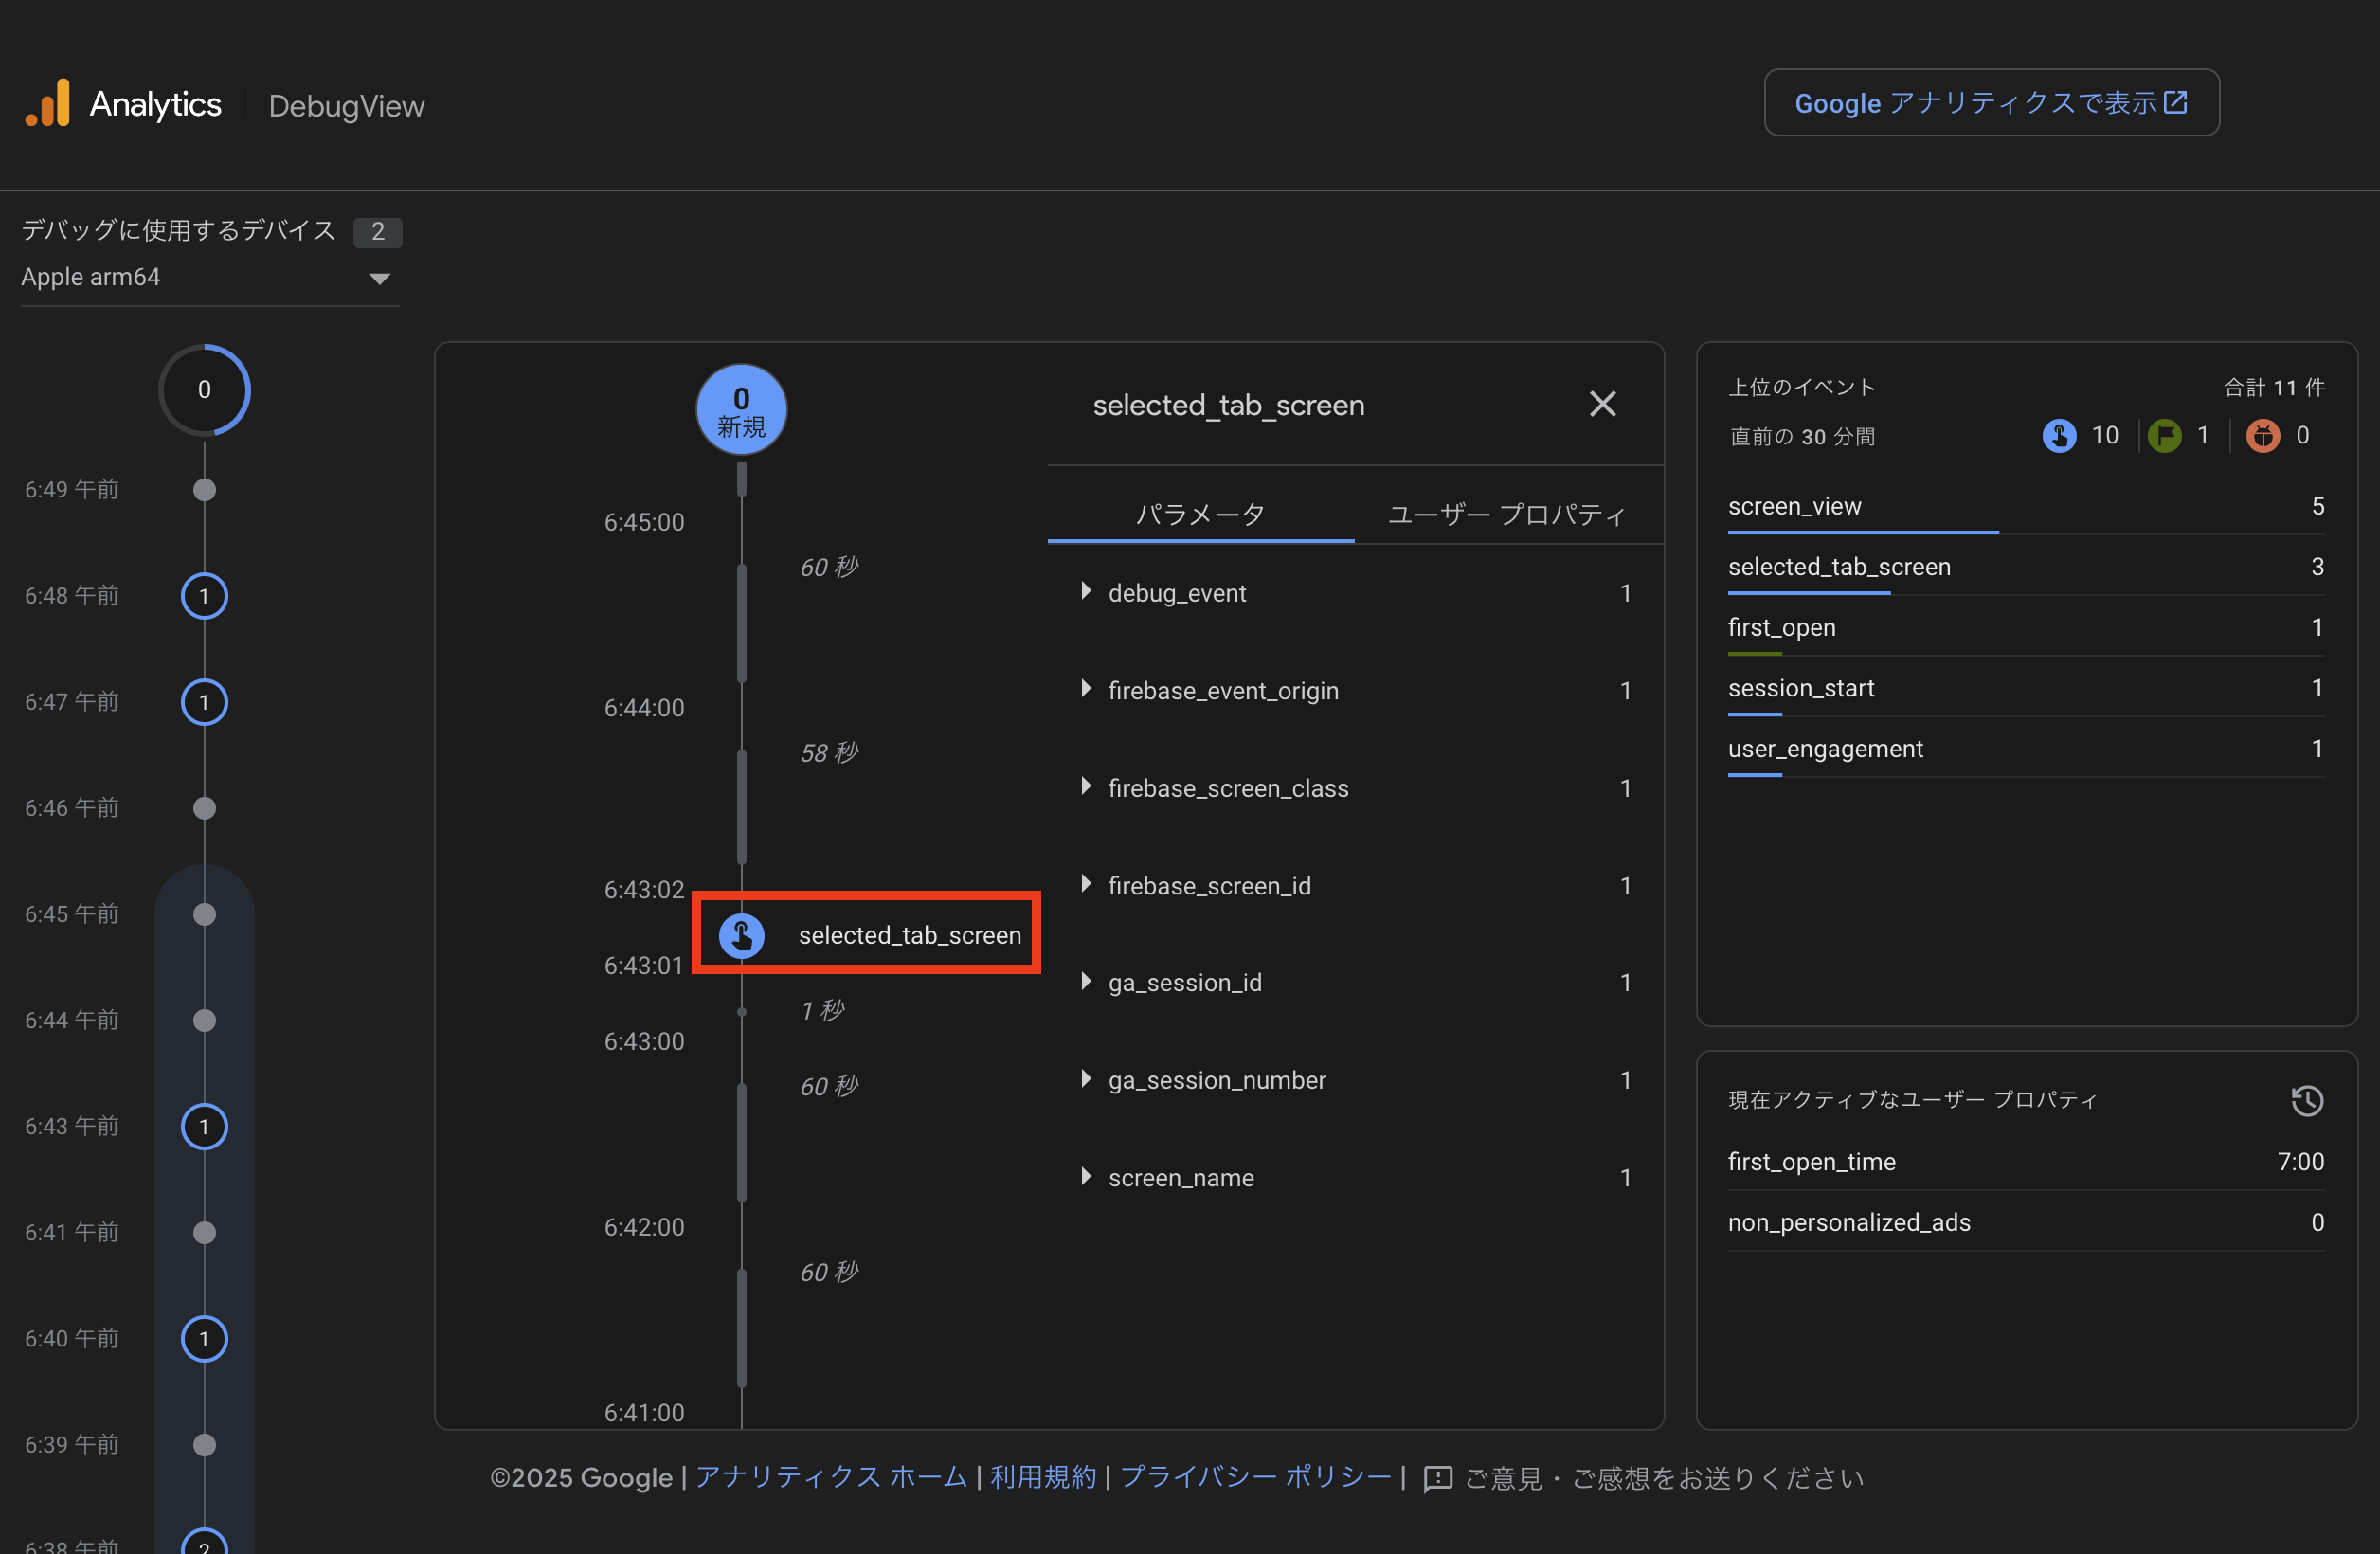 Analytics
DebugView
Google アナリティクスで表示
デバッグに使用するデバイス 2
Apple arm64
0
6:49 午前
6:48 午前 1
6:47 午前 1
6:46 午前
6:45 午前
6:44 午前
6:43 午前 1
6:41 午前
6:40 午前 1
6:39 午前
6:38 午前 2
0
新規
6:45:00
60 秒
6:44:00
58 秒
6:43:02
selected_tab_screen
6:43:01
1 秒
6:43:00
60 秒
6:42:00
60 秒
6:41:00
selected_tab_screen
パラメータ ユーザー プロパティ
debug_event 1
firebase_event_origin 1
firebase_screen_class 1
firebase_screen_id 1
ga_session_id 1
ga_session_number 1
screen_name 1
上位のイベント 合計 11 件
直前の 30 分間 10 1 0
screen_view 5
selected_tab_screen 3
first_open 1
session_start 1
user_engagement 1
現在アクティブなユーザー プロパティ
first_open_time 7:00
non_personalized_ads 0
©2025 Google | アナリティクス ホーム | 利用規約 | プライバシー ポリシー | ご意見・ご感想をお送りください